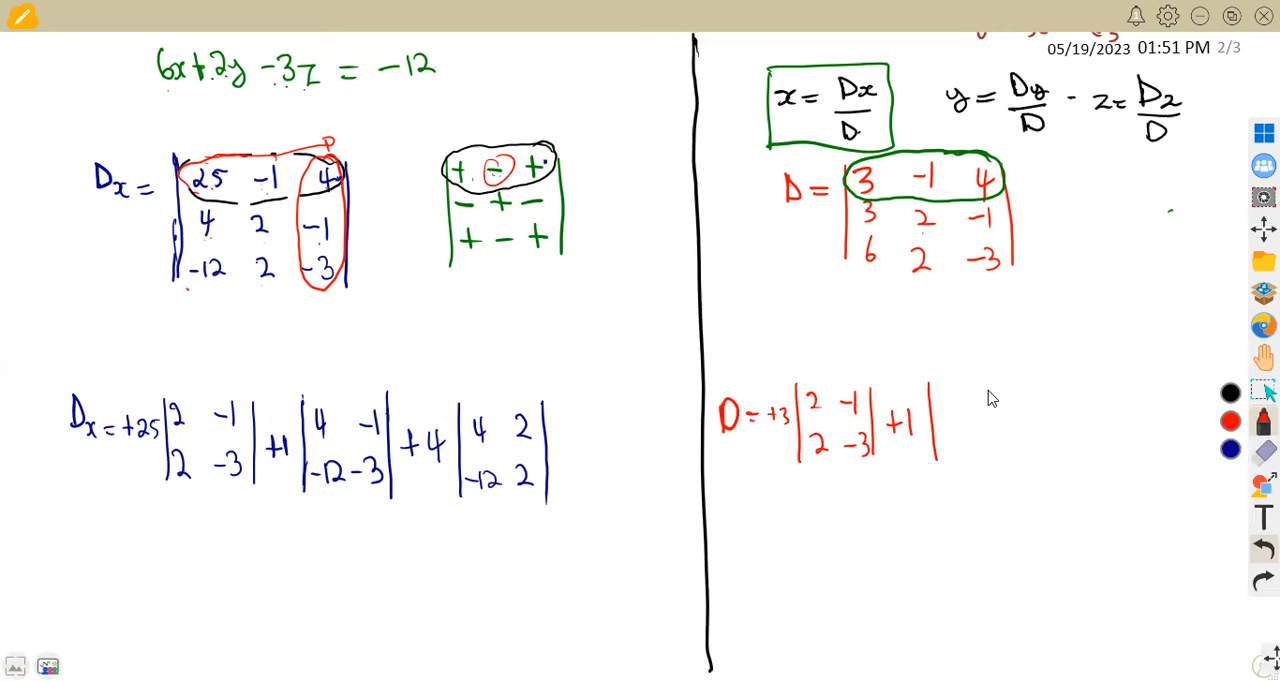 05/19/2023 01:51 PM 2/3
6x+2y -3z = -12
x = Dx/D y = Dy/D - z = Dz/D
Dx = | 25 -1 4 |
| 4 2 -1 |
| -12 2 -3 |
| + - + |
| - + - |
| + - + |
D = | 3 -1 4 |
| 3 2 -1 |
| 6 2 -3 |
Dx = +25 | 2 -1 | +1 | 4 -1 | +4 | 4 2 |
| 2 -3 | | -12 -3 | | -12 2 |
D = +3 | 2 -1 | +1 |
| 2 -3 |
T